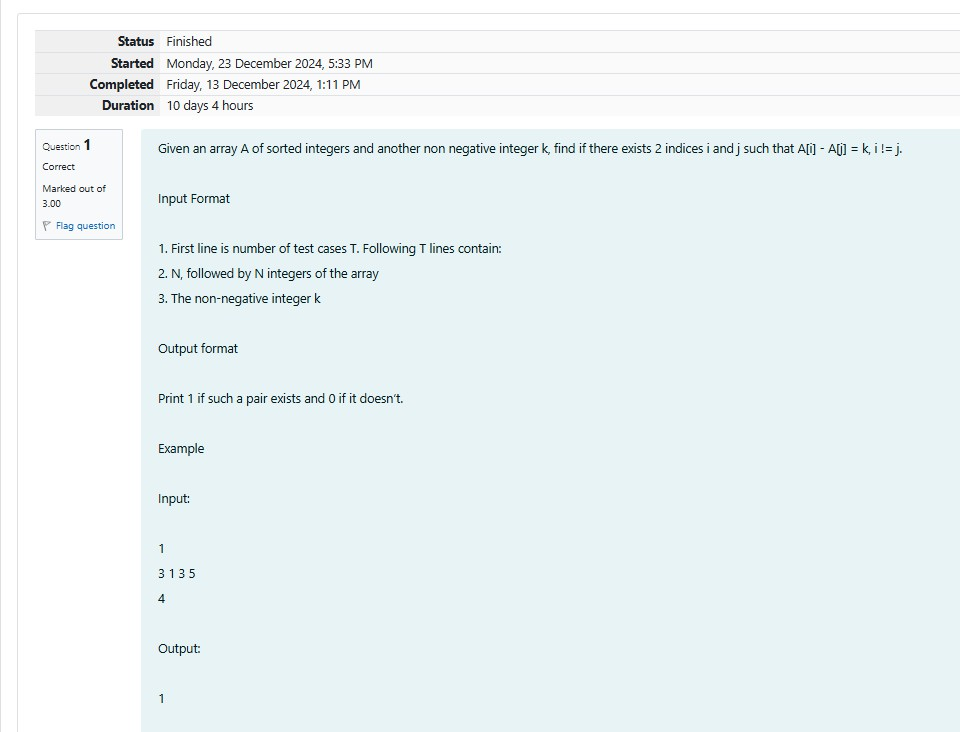 Status Finished
Started Monday, 23 December 2024, 5:33 PM
Completed Friday, 13 December 2024, 1:11 PM
Duration 10 days 4 hours
Question 1
Correct
Marked out of
3.00
Flag question
Given an array A of sorted integers and another non negative integer k, find if there exists 2 indices i and j such that A[i] - A[j] = k, i != j.
Input Format
1. First line is number of test cases T. Following T lines contain:
2. N, followed by N integers of the array
3. The non-negative integer k
Output format
Print 1 if such a pair exists and 0 if it doesn't.
Example
Input:
1
3 1 3 5
4
Output:
1